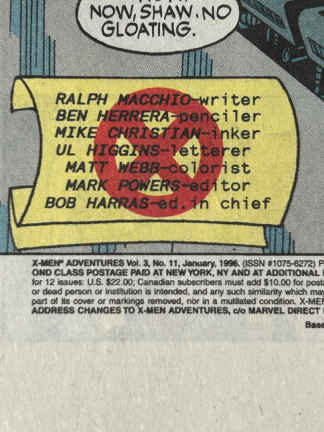 NOW, SHAW. NO
GLOATING.
RALPH MACCHIO-writer
BEN HERRERA-penciler
MIKE CHRISTIAN-inker
UL HIGGINS-letterer
MATT WEBB-colorist
MARK POWERS-editor
BOB HARRAS-ed. in chief
X-MEN® ADVENTURES Vol. 3, No. 11, January, 1996. (ISSN #1075-6272) P
OND CLASS POSTAGE PAID AT NEW YORK, NY AND AT ADDITIONAL
for 12 issues: U.S. $22.00; Canadian subscribers must add $10.00 for posta
or dead person or institution is intended, and any such similarity which may
part of its cover or markings removed, nor in a mutilated condition. X-MEN
ADDRESS CHANGES TO X-MEN ADVENTURES, c/o MARVEL DIRECT
Base